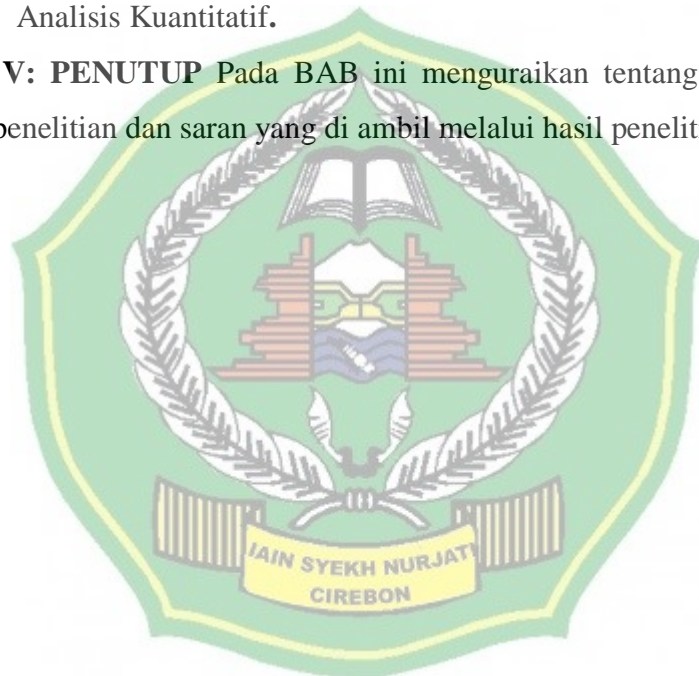 Analisis Kuantitatif.
V: PENUTUP Pada BAB ini menguraikan tentang
penelitian dan saran yang di ambil melalui hasil penelit
IAIN SYEKH NURJATI
CIREBON